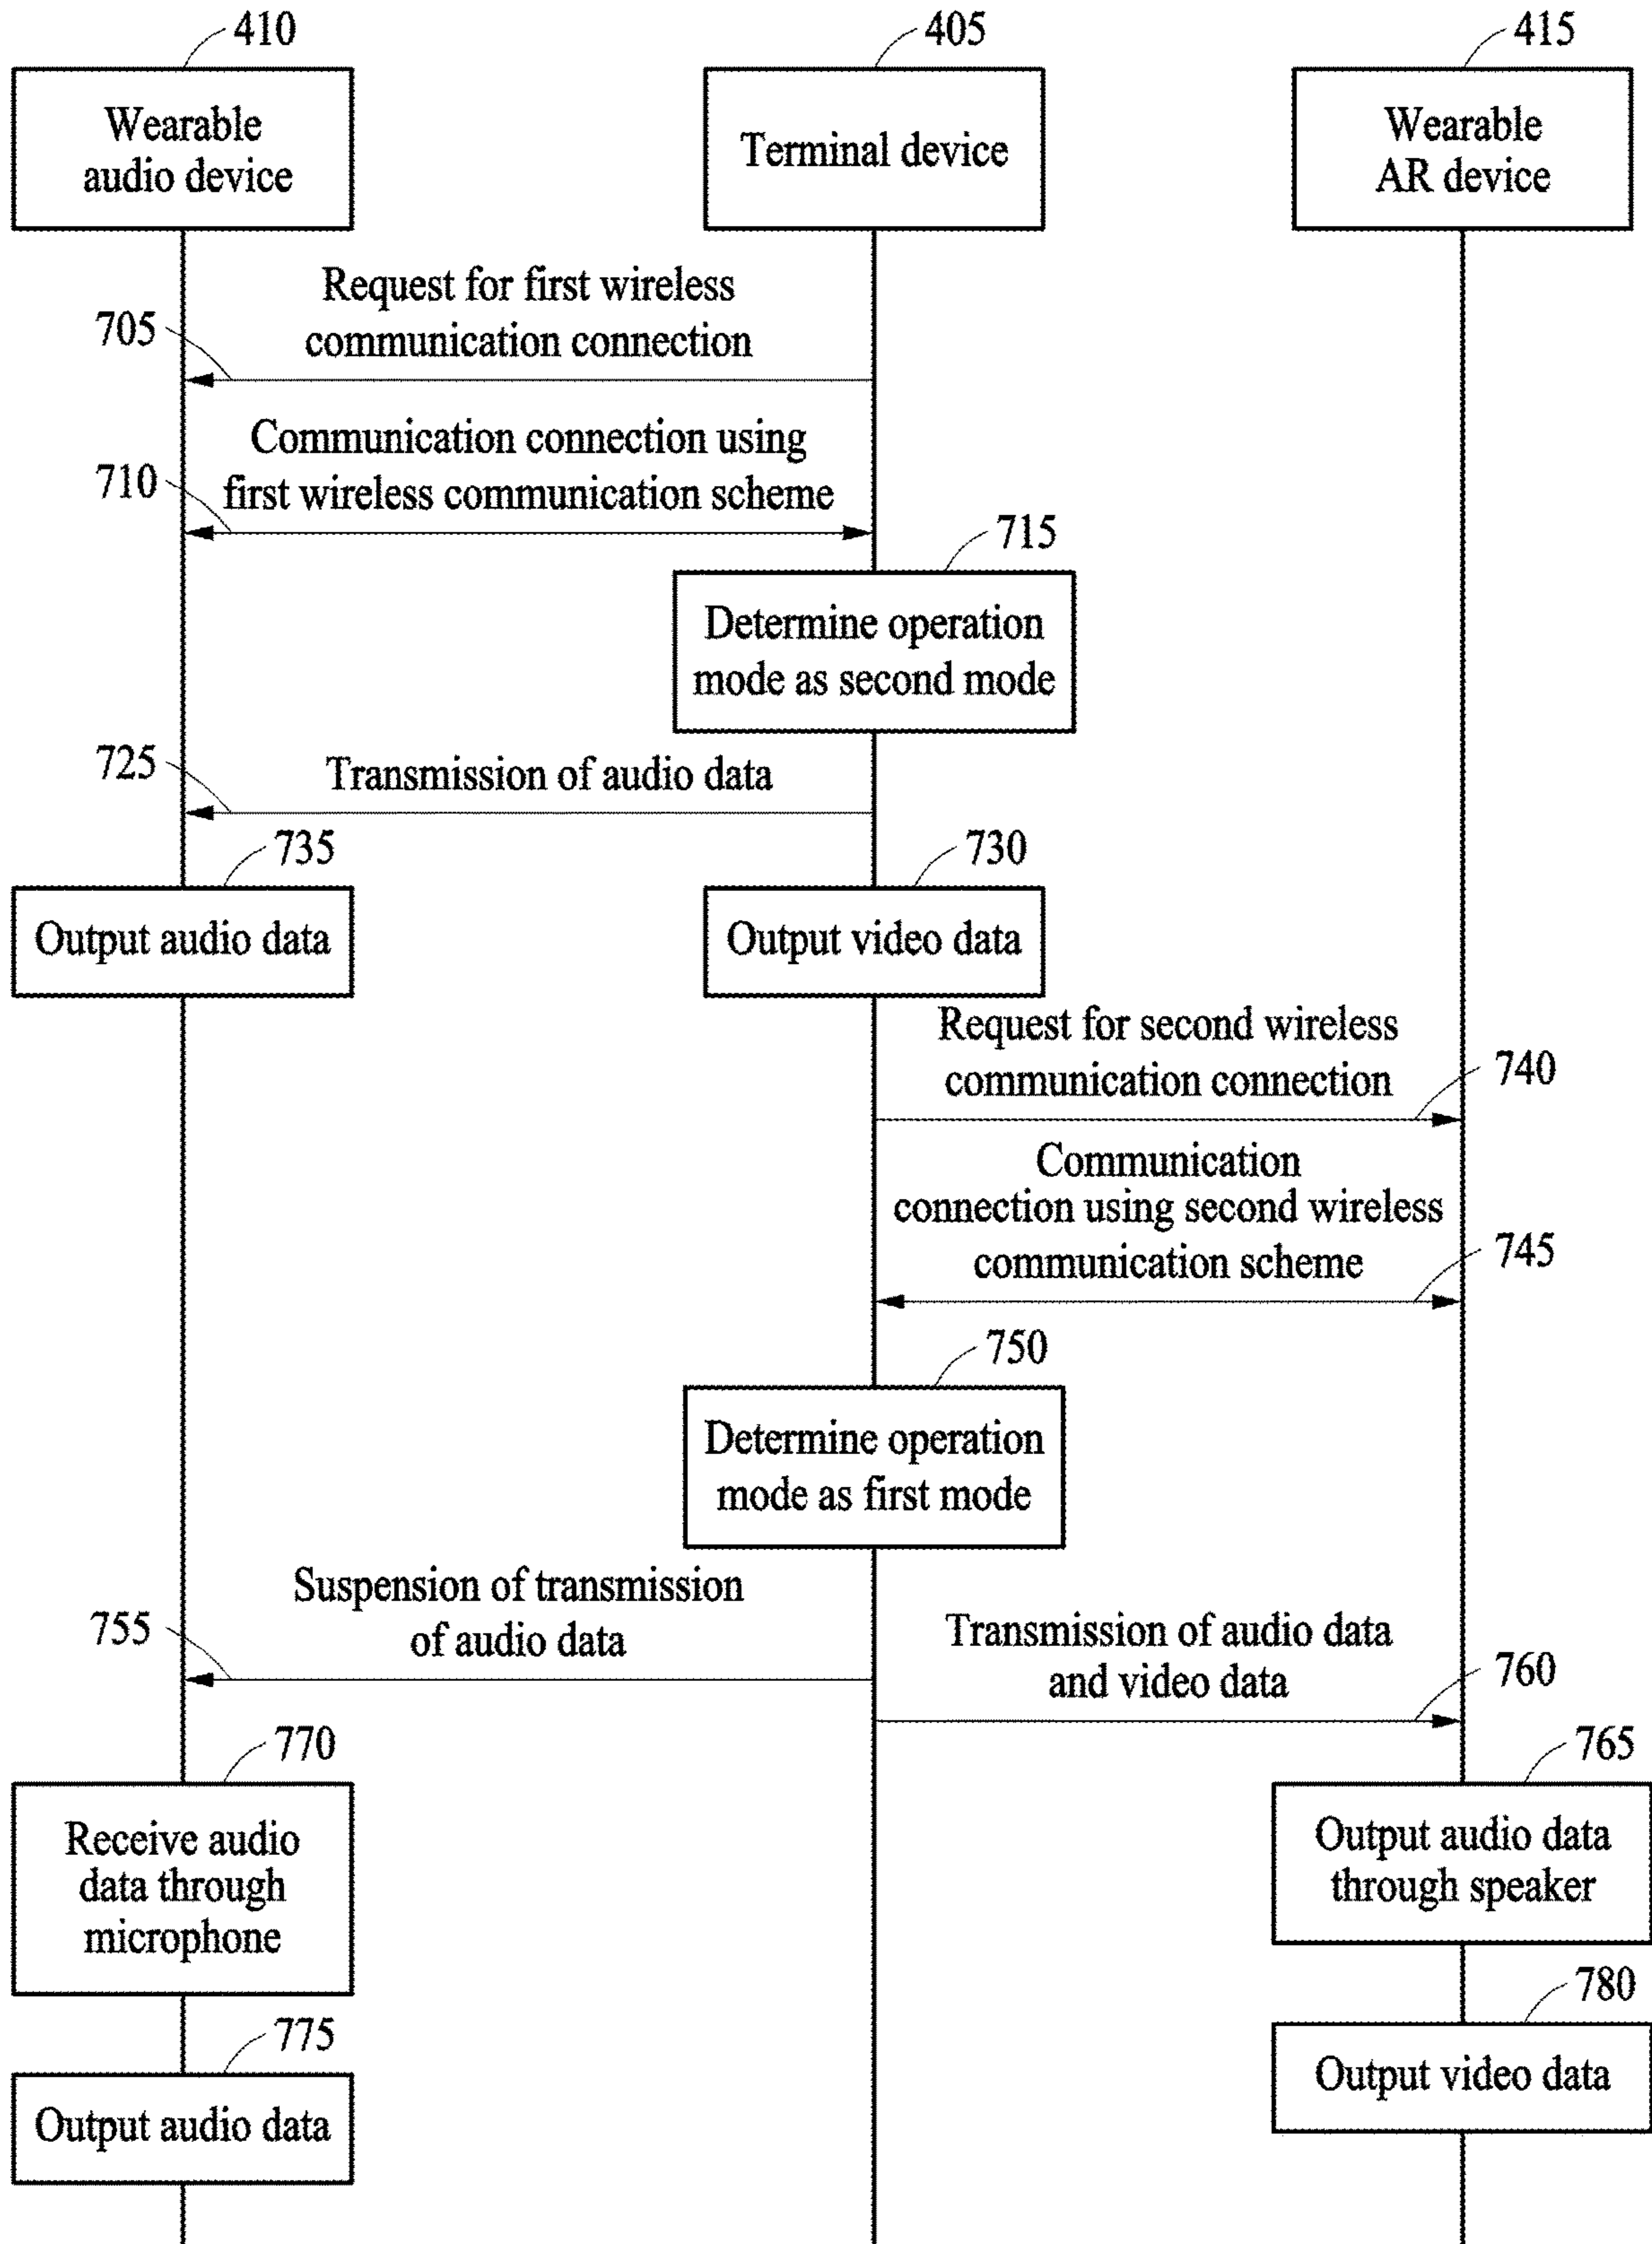 410
405
415
Wearable
audio device
Terminal device
Wearable
AR device
Request for first wireless
communication connection
705
Communication connection using
first wireless communication scheme
710
715
Determine operation
mode as second mode
725
Transmission of audio data
735
730
Output audio data
Output video data
Request for second wireless
communication connection
740
Communication
connection using second wireless
communication scheme
745
750
Determine operation
mode as first mode
Suspension of transmission
of audio data
755
Transmission of audio data
and video data
760
770
765
Receive audio
data through
microphone
Output audio data
through speaker
775
780
Output audio data
Output video data